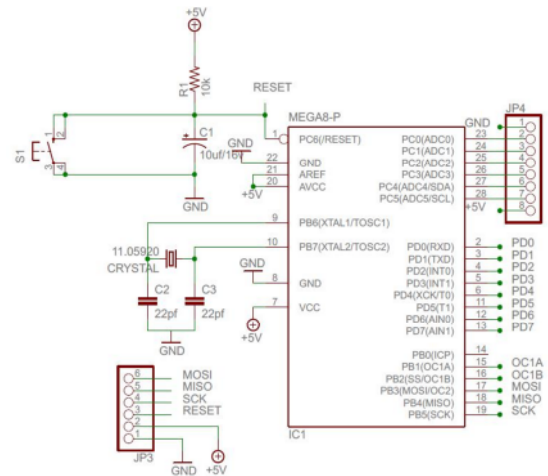 +5V
R1
10k
RESET
S1
1
2
3
4
C1
10uf/16v
GND
MEGA8-P
IC1
1 PC6(/RESET)
GND
22 GND
21 AREF
20 AVCC
+5V
9 PB6(XTAL1/TOSC1)
10 PB7(XTAL2/TOSC2)
GND
8 GND
7 VCC
+5V
11.05920
CRYSTAL
C2
22pf
C3
22pf
GND
PC0(ADC0) 23
PC1(ADC1) 24
PC2(ADC2) 25
PC3(ADC3) 26
PC4(ADC4/SDA) 27
PC5(ADC5/SCL) 28
JP4
GND
+5V
1
2
3
4
5
6
7
8
PD0(RXD) 2 PD0
PD1(TXD) 3 PD1
PD2(INT0) 4 PD2
PD3(INT1) 5 PD3
PD4(XCK/T0) 6 PD4
PD5(T1) 11 PD5
PD6(AIN0) 12 PD6
PD7(AIN1) 13 PD7
PB0(ICP) 14
PB1(OC1A) 15 OC1A
PB2(SS/OC1B) 16 OC1B
PB3(MOSI/OC2) 17 MOSI
PB4(MISO) 18 MISO
PB5(SCK) 19 SCK
6 MOSI
5 MISO
4 SCK
3 RESET
2
1
JP3
GND
+5V